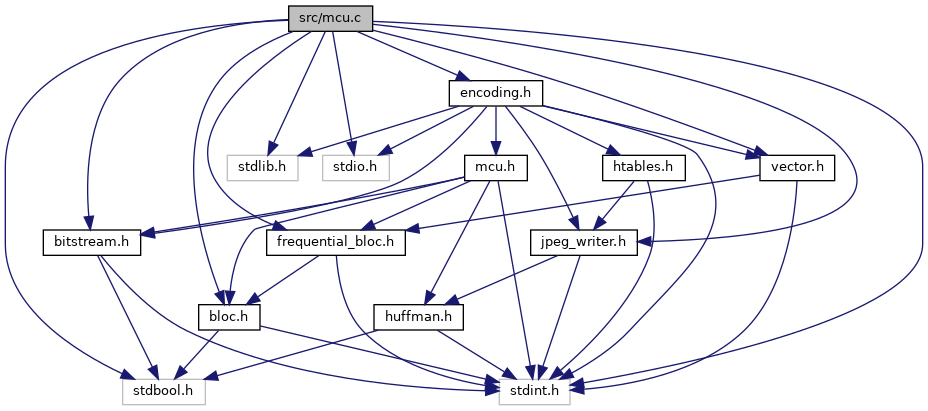 src/mcu.c
encoding.h
stdlib.h
stdio.h
mcu.h
htables.h
vector.h
bitstream.h
frequential_bloc.h
jpeg_writer.h
bloc.h
huffman.h
stdbool.h
stdint.h